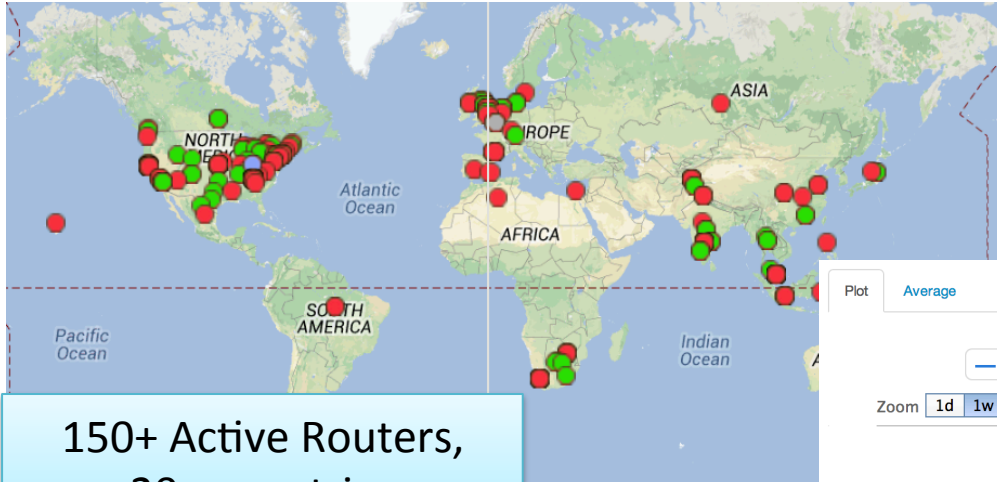 ASIA
NORTH
EUROPE
Atlantic
Ocean
AFRICA
SOUTH
AMERICA
Plot Average
Pacific
Ocean
Indian
Ocean
Zoom 1d 1w
150+ Active Routers,